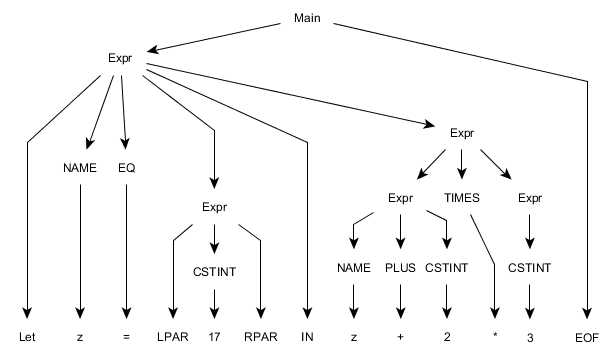 Main
Expr
Expr
NAME EQ
Expr TIMES Expr
Expr
NAME PLUS CSTINT CSTINT
CSTINT
Let z = LPAR 17 RPAR IN z + 2 * 3 EOF